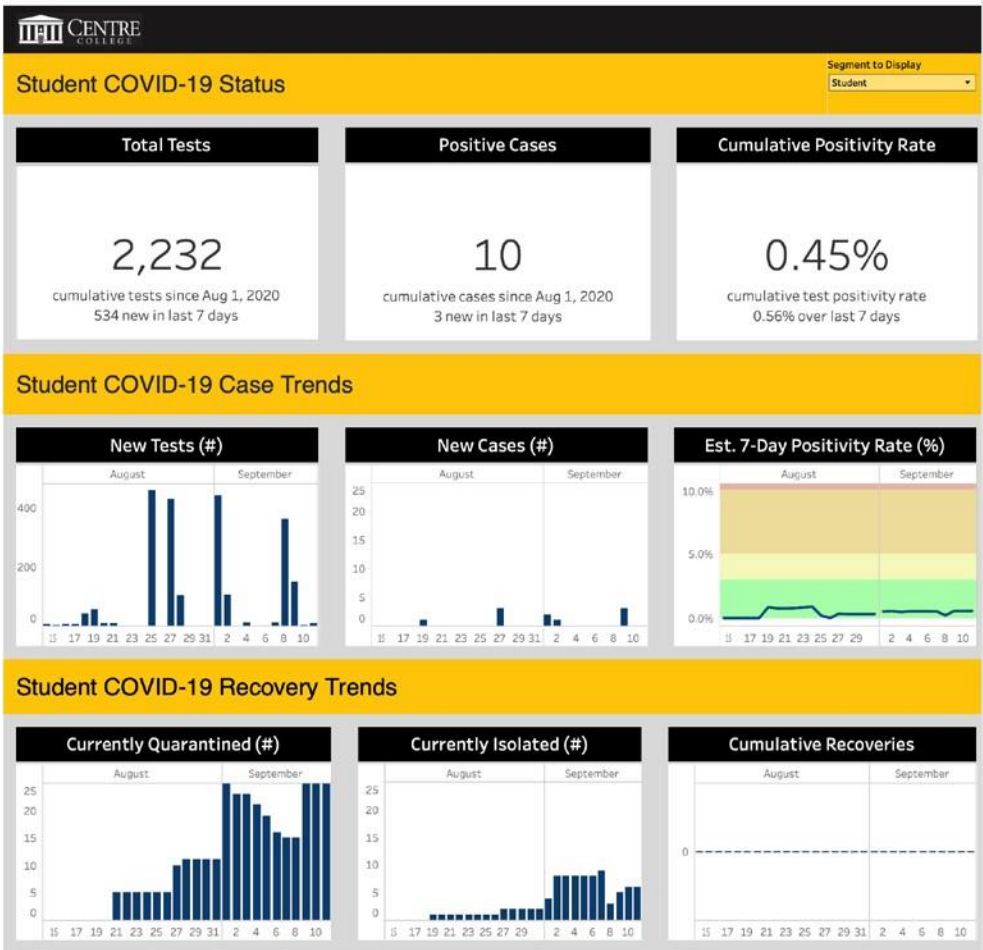 CENTRE
COLLEGE
Student COVID-19 Status
Segment to Display
Student
Total Tests
2,232
cumulative tests since Aug 1, 2020
534 new in last 7 days
Positive Cases
10
cumulative cases since Aug 1, 2020
3 new in last 7 days
Cumulative Positivity Rate
0.45%
cumulative test positivity rate
0.56% over last 7 days
Student COVID-19 Case Trends
New Tests (#)
August September
400
200
0
15 17 19 21 23 25 27 29 31 2 4 6 8 10
New Cases (#)
August September
25
20
15
10
5
0
15 17 19 21 23 25 27 29 31 2 4 6 8 10
Est. 7-Day Positivity Rate (%)
August September
10.0%
5.0%
0.0%
15 17 19 21 23 25 27 29 2 4 6 8 10
Student COVID-19 Recovery Trends
Currently Quarantined (#)
August September
25
20
15
10
5
0
15 17 19 21 23 25 27 29 31 2 4 6 8 10
Currently Isolated (#)
August September
25
20
15
10
5
0
15 17 19 21 23 25 27 29 2 4 6 8 10
Cumulative Recoveries
August September
0
15 17 19 21 23 25 27 29 31 2 4 6 8 10